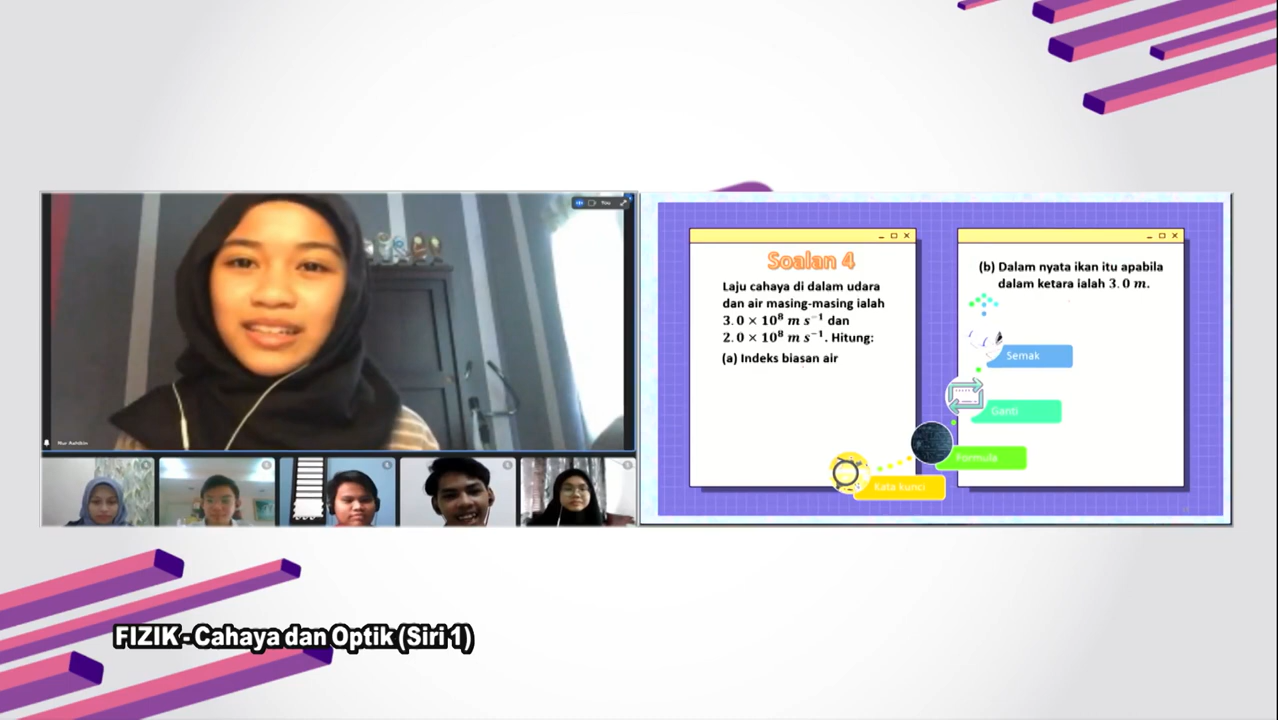 You
Soalan 4
Laju cahaya di dalam udara
dan air masing-masing ialah
3.0 × 10⁸ m s⁻¹ dan
2.0 × 10⁸ m s⁻¹. Hitung:
(a) Indeks biasan air
(b) Dalam nyata ikan itu apabila
dalam ketara ialah 3.0 m.
Semak
Ganti
Formula
Kata kunci
FIZIK - Cahaya dan Optik (Siri 1)